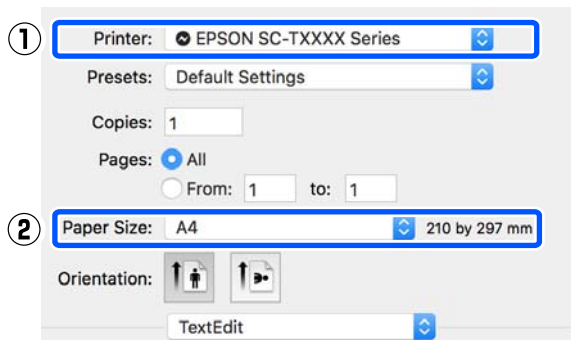 ① Printer: EPSON SC-TXXXX Series
Presets: Default Settings
Copies: 1
Pages: All
From: 1 to: 1
② Paper Size: A4 210 by 297 mm
Orientation:
TextEdit